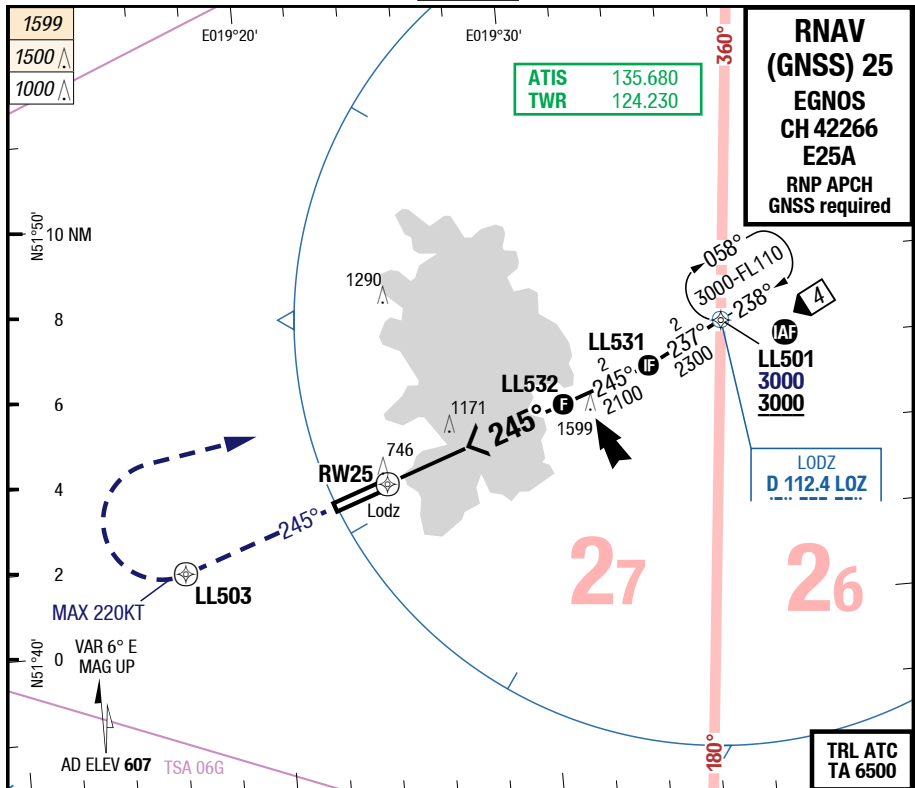 1599
1500
1000
E019°20'
E019°30'
360°
ATIS 135.680
TWR 124.230
RNAV
(GNSS) 25
EGNOS
CH 42266
E25A
RNP APCH
GNSS required
N51°50'
10 NM
8
6
4
2
0
N51°40'
058°
3000-FL110
238°
4
1290
LL531
2
237°
2300
IAF
LL501
3000
3000
IF
LL532
2
245°
2100
F
1599
1171
245°
746
RW25
Lodz
LODZ
D 112.4 LOZ
245°
LL503
MAX 220KT
27
26
VAR 6° E
MAG UP
AD ELEV 607
TSA 06G
180°
TRL ATC
TA 6500